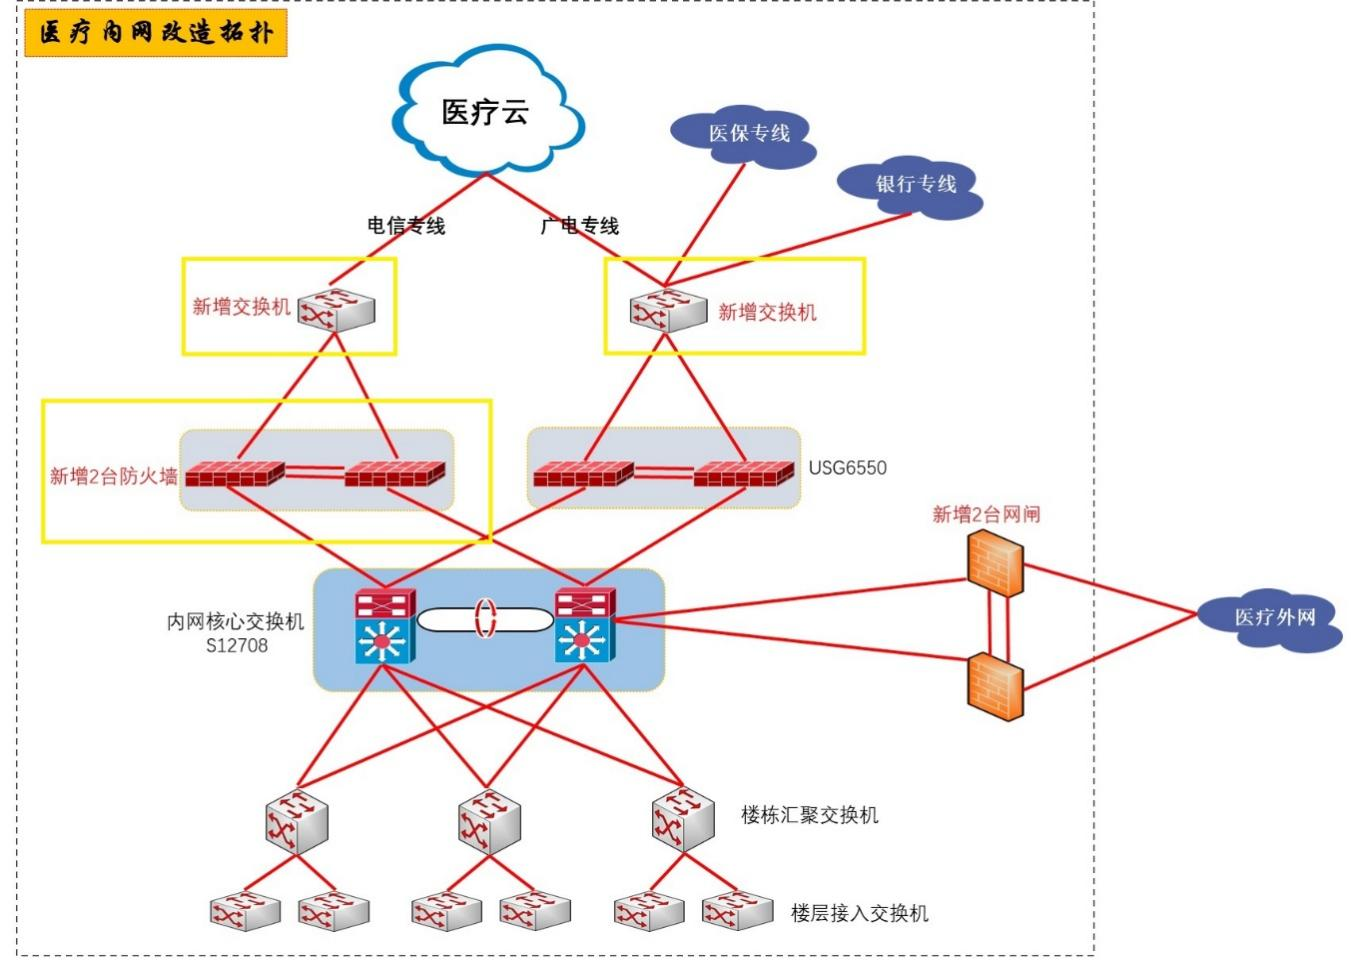 医疗内网改造拓扑
医疗云
医保专线
银行专线
电信专线
广电专线
新增交换机
新增交换机
新增2台防火墙
USG6550
新增2台网闸
内网核心交换机
S12708
医疗外网
楼栋汇聚交换机
楼层接入交换机